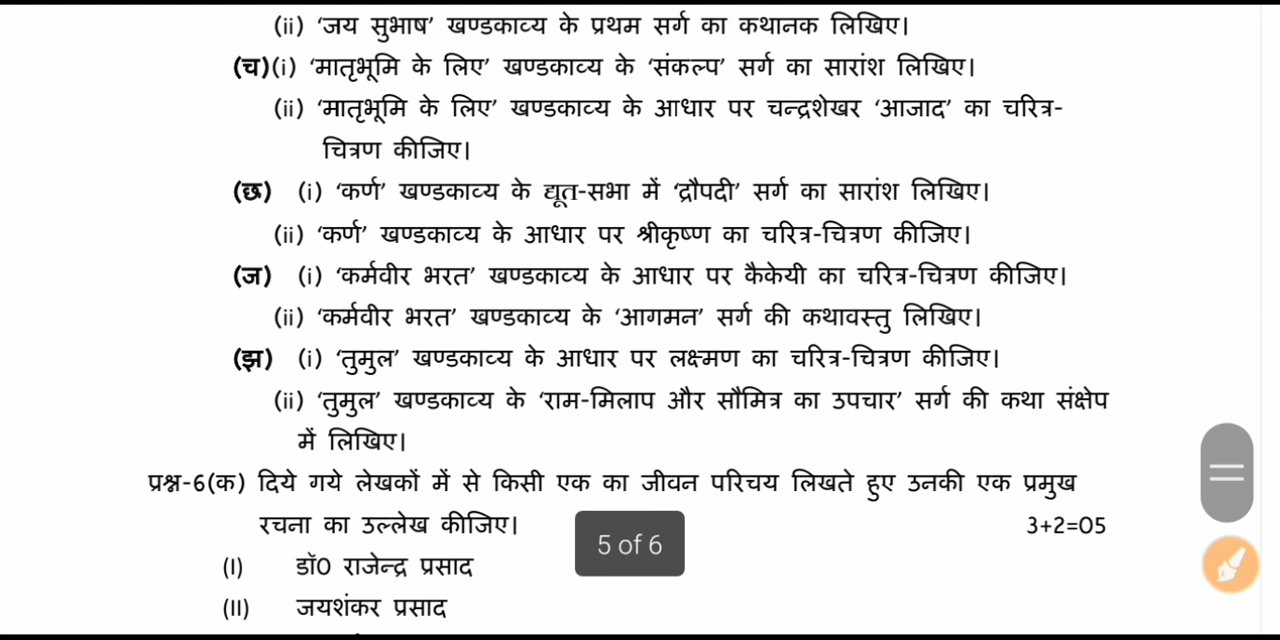 (ii) ‘जय सुभाष’ खण्डकाव्य के प्रथम सर्ग का कथानक लिखिए।
(च)(i) ‘मातृभूमि के लिए’ खण्डकाव्य के ‘संकल्प’ सर्ग का सारांश लिखिए।
(ii) ‘मातृभूमि के लिए’ खण्डकाव्य के आधार पर चन्द्रशेखर ‘आजाद’ का चरित्र-
चित्रण कीजिए।
(छ) (i) ‘कर्ण’ खण्डकाव्य के द्यूत-सभा में ‘द्रौपदी’ सर्ग का सारांश लिखिए।
(ii) ‘कर्ण’ खण्डकाव्य के आधार पर श्रीकृष्ण का चरित्र-चित्रण कीजिए।
(ज) (i) ‘कर्मवीर भरत’ खण्डकाव्य के आधार पर कैकेयी का चरित्र-चित्रण कीजिए।
(ii) ‘कर्मवीर भरत’ खण्डकाव्य के ‘आगमन’ सर्ग की कथावस्तु लिखिए।
(झ) (i) ‘तुमुल’ खण्डकाव्य के आधार पर लक्ष्मण का चरित्र-चित्रण कीजिए।
(ii) ‘तुमुल’ खण्डकाव्य के ‘राम-मिलाप और सौमित्र का उपचार’ सर्ग की कथा संक्षेप
में लिखिए।
प्रश्न-6(क) दिये गये लेखकों में से किसी एक का जीवन परिचय लिखते हुए उनकी एक प्रमुख
रचना का उल्लेख कीजिए। 3+2=05
5 of 6
(I) डॉ0 राजेन्द्र प्रसाद
(II) जयशंकर प्रसाद